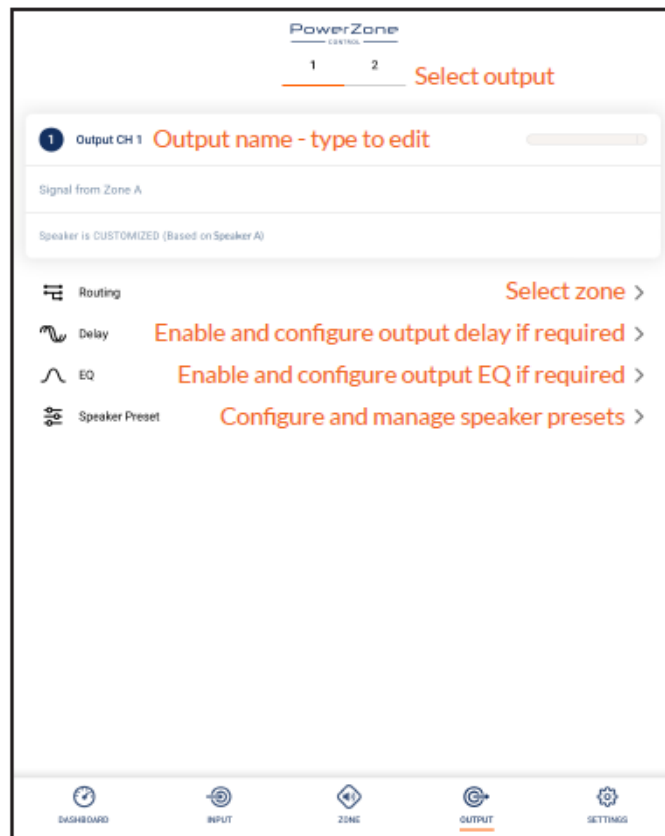 PowerZone
CONTROL
1 2 Select output
1 Output CH 1 Output name - type to edit
Signal from Zone A
Speaker is CUSTOMIZED (Based on Speaker A)
Routing Select zone >
Delay Enable and configure output delay if required >
EQ Enable and configure output EQ if required >
Speaker Preset Configure and manage speaker presets >
DASHBOARD INPUT ZONE OUTPUT SETTINGS